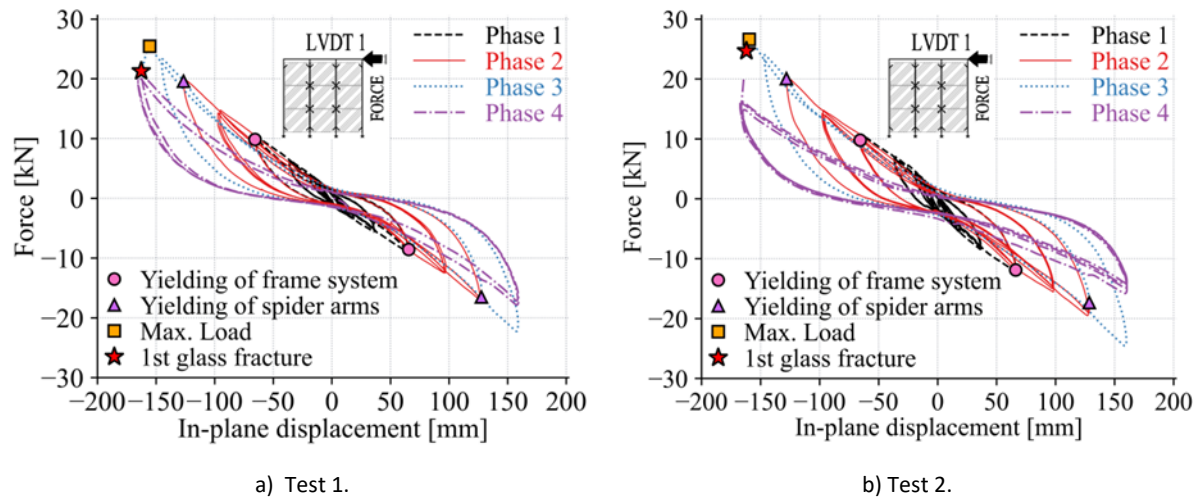 30
20
10
0
−10
−20
−30
Force [kN]
LVDT 1
FORCE
Phase 1
Phase 2
Phase 3
Phase 4
Yielding of frame system
Yielding of spider arms
Max. Load
1st glass fracture
−200 −150 −100 −50 0 50 100 150 200
In-plane displacement [mm]
a) Test 1.
30
20
10
0
−10
−20
−30
Force [kN]
LVDT 1
FORCE
Phase 1
Phase 2
Phase 3
Phase 4
Yielding of frame system
Yielding of spider arms
Max. Load
1st glass fracture
−200 −150 −100 −50 0 50 100 150 200
In-plane displacement [mm]
b) Test 2.